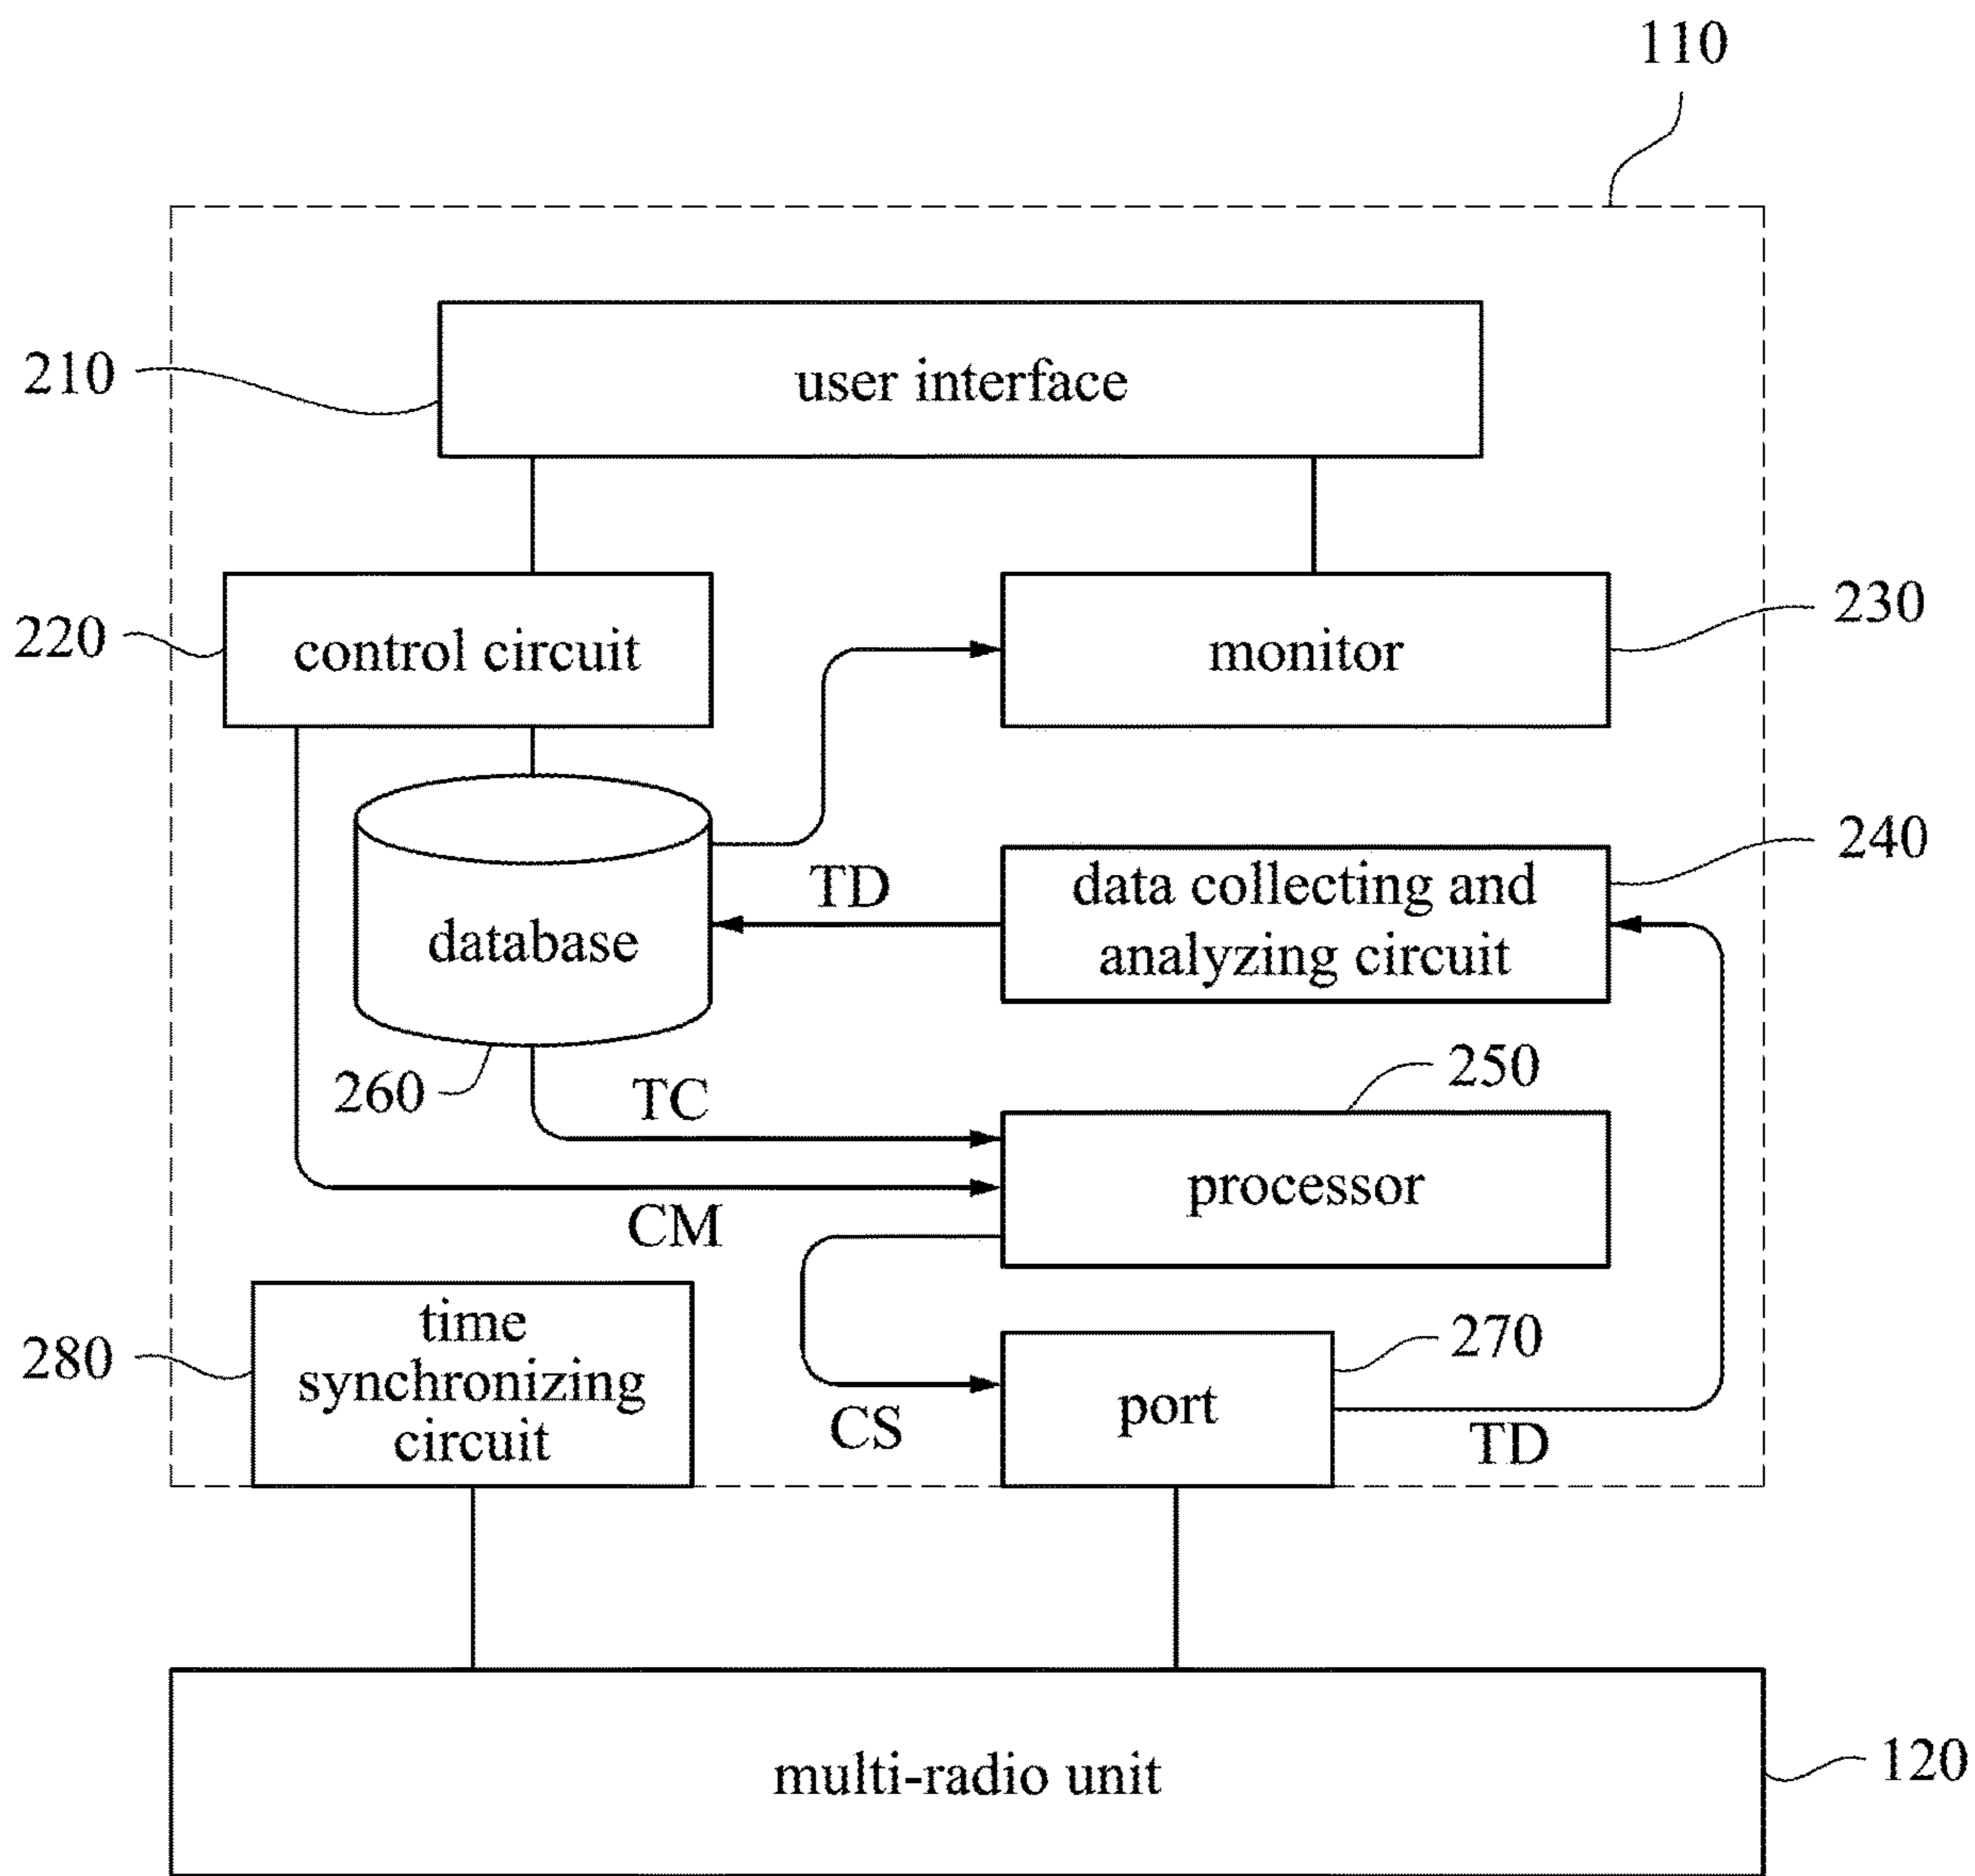 110
210
user interface
220
control circuit
monitor
230
240
TD
data collecting and
analyzing circuit
database
260
TC
250
processor
CM
time
synchronizing
circuit
280
270
port
CS
TD
multi-radio unit
120